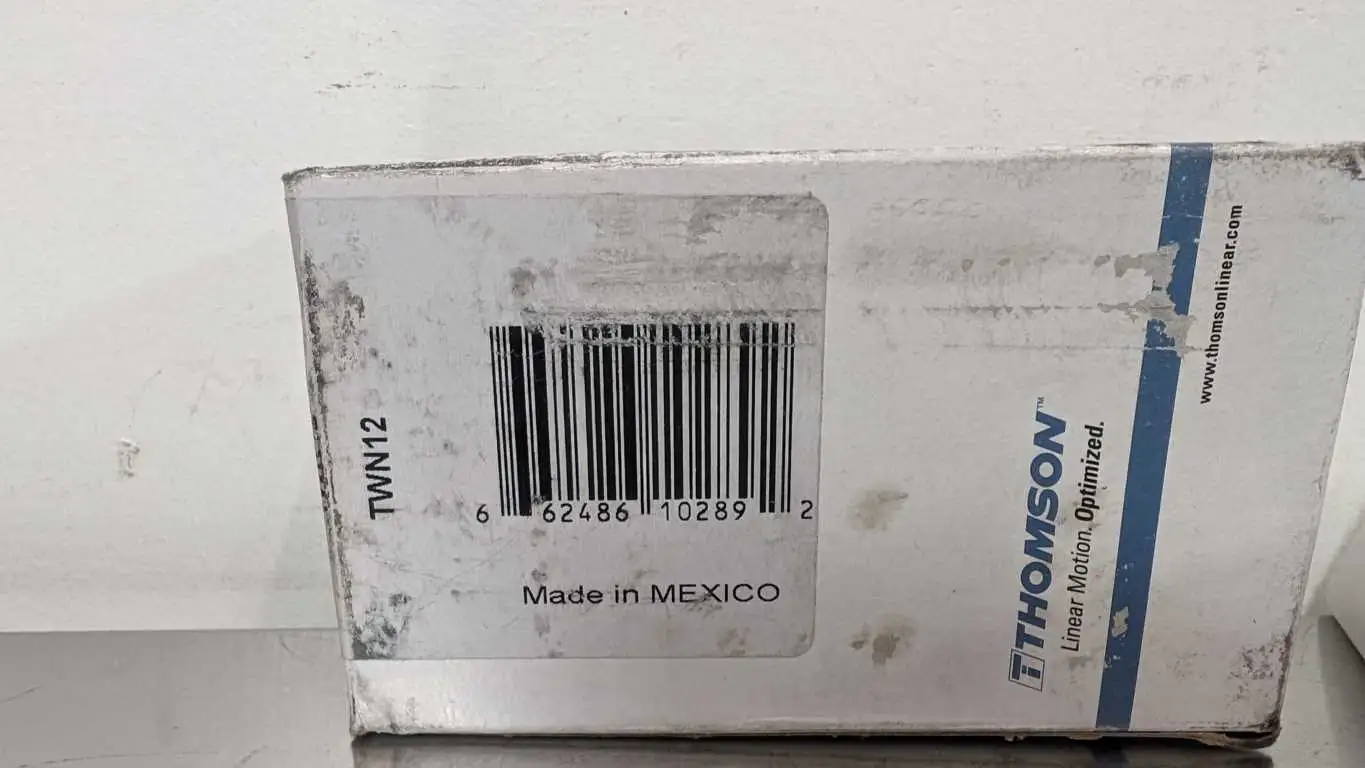 TWN12
6 62486 10289 2
Made in MEXICO
THOMSON™
Linear Motion. Optimized.
www.thomsonlinear.com